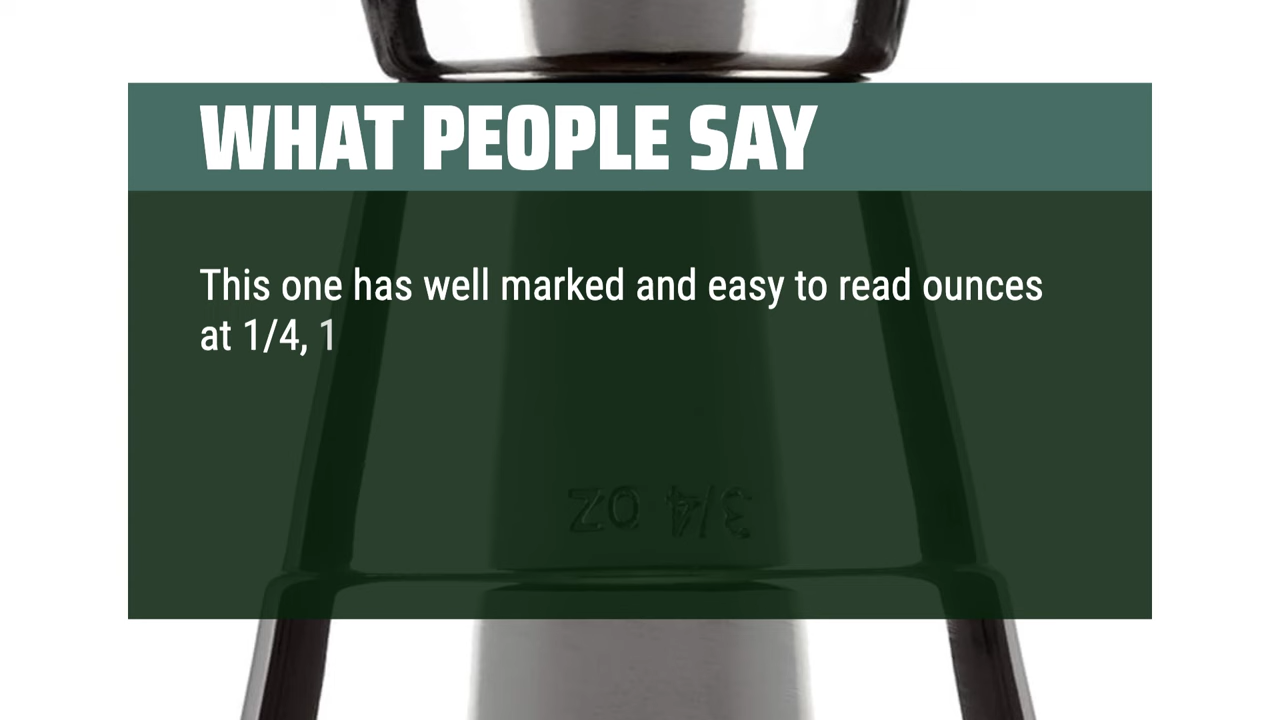 WHAT PEOPLE SAY
This one has well marked and easy to read ounces
at 1/4, 1
3/4 OZ